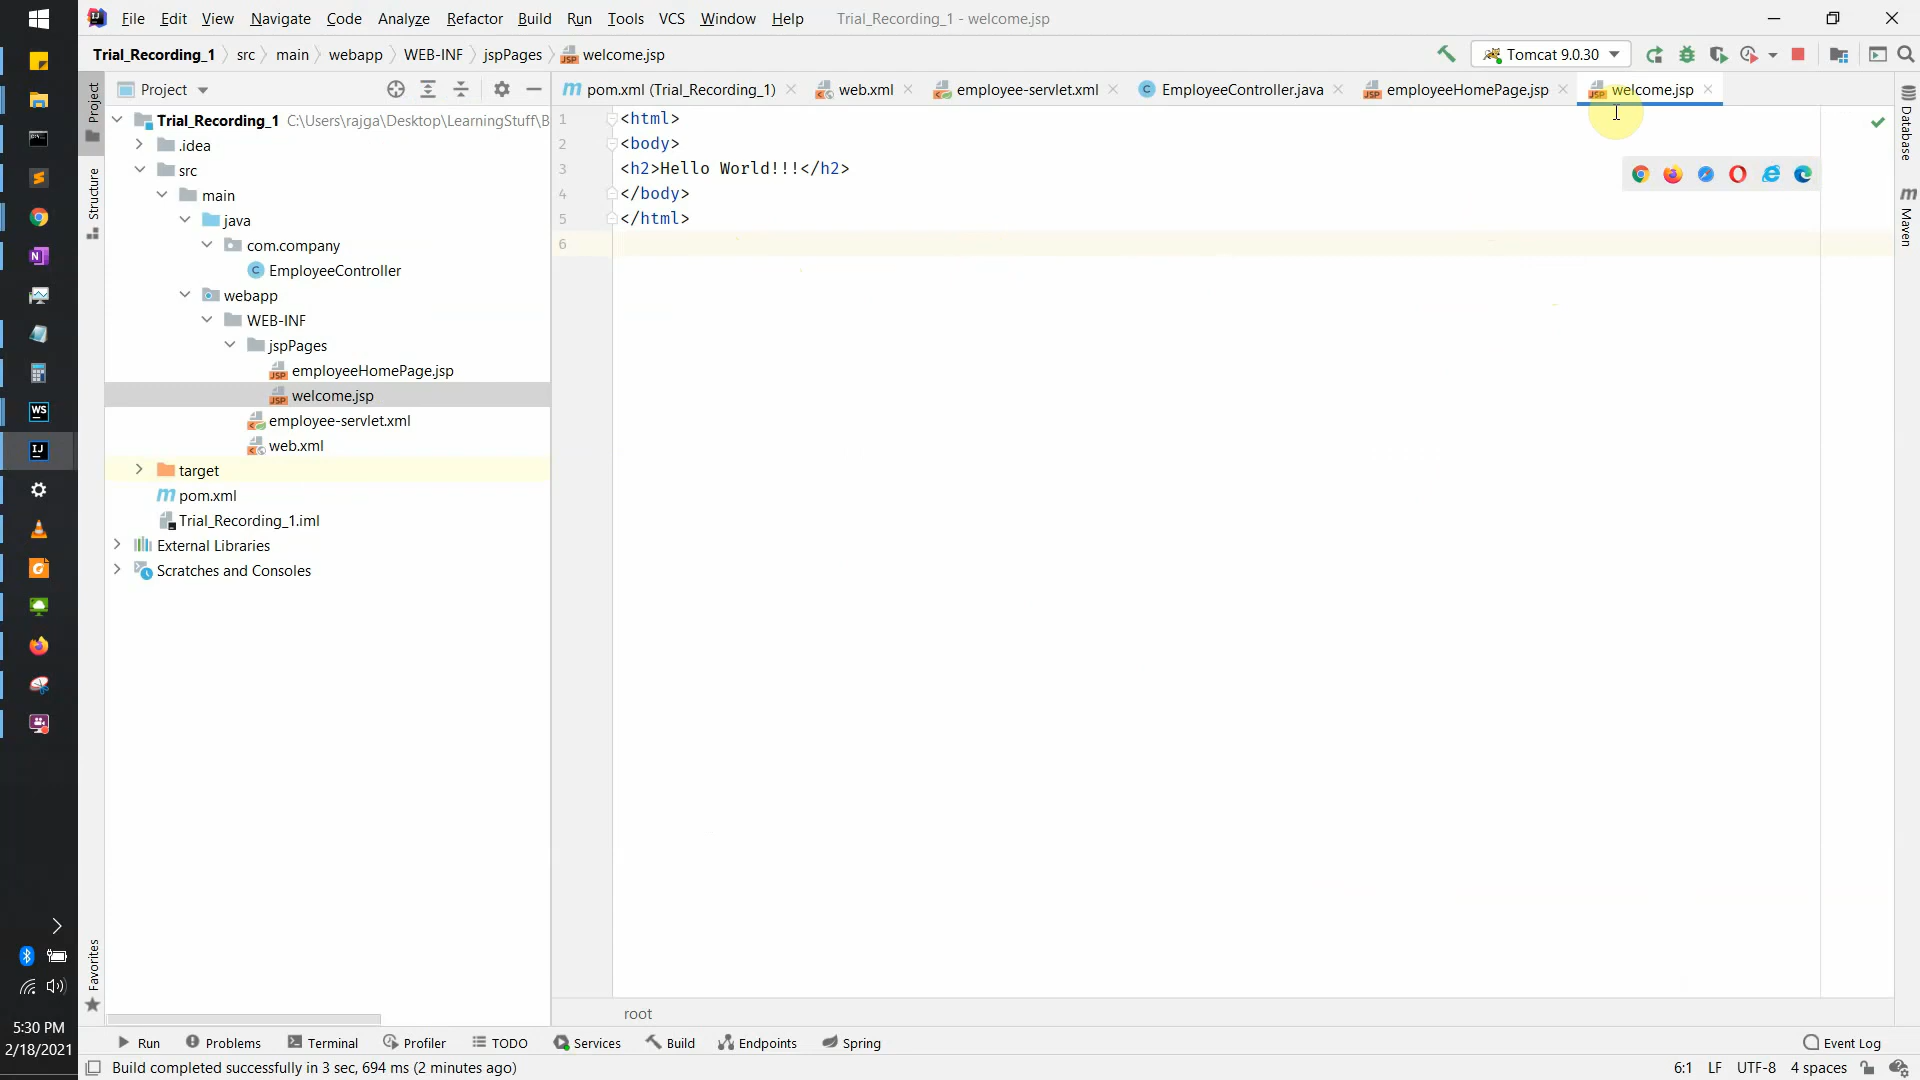 File Edit View Navigate Code Analyze Refactor Build Run Tools VCS Window Help Trial_Recording_1 - welcome.jsp
Trial_Recording_1 src main webapp WEB-INF jspPages welcome.jsp Tomcat 9.0.30
Project Project pom.xml (Trial_Recording_1) web.xml employee-servlet.xml EmployeeController.java employeeHomePage.jsp welcome.jsp Database
Trial_Recording_1 C:\Users\rajga\Desktop\LearningStuff\B
.idea
src
main
java
com.company
EmployeeController
webapp
WEB-INF
jspPages
employeeHomePage.jsp
welcome.jsp
employee-servlet.xml
web.xml
target
pom.xml
Trial_Recording_1.iml
External Libraries
Scratches and Consoles
Structure
Favorites
1 <html>
2 <body>
3 <h2>Hello World!!!</h2>
4 </body>
5 </html>
6
Maven
root
Run Problems Terminal Profiler TODO Services Build Endpoints Spring Event Log
Build completed successfully in 3 sec, 694 ms (2 minutes ago) 6:1 LF UTF-8 4 spaces
WS
IJ
5:30 PM
2/18/2021